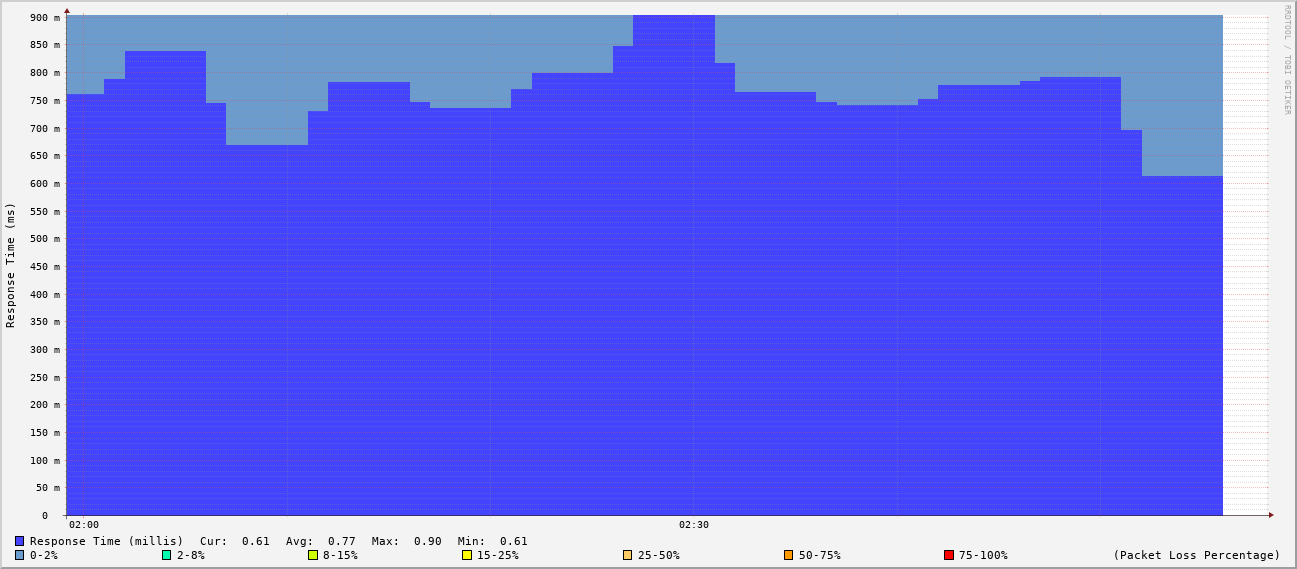 900 m
850 m
800 m
750 m
700 m
650 m
600 m
550 m
500 m
450 m
400 m
350 m
300 m
250 m
200 m
150 m
100 m
50 m
0
Response Time (ms)
RRDTOOL / TOBI OETIKER
02:00 02:30
Response Time (millis) Cur: 0.61 Avg: 0.77 Max: 0.90 Min: 0.61
0-2% 2-8% 8-15% 15-25% 25-50% 50-75% 75-100% (Packet Loss Percentage)